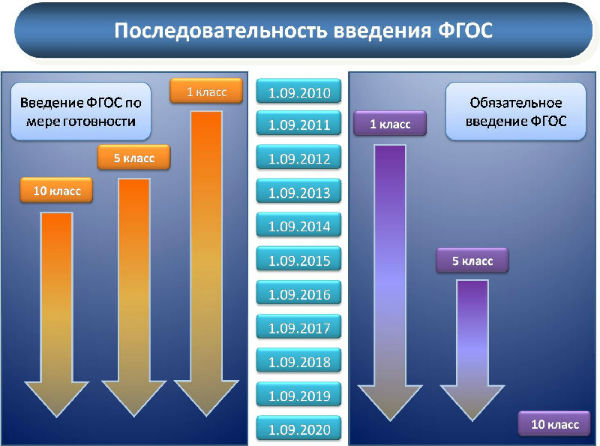 Последовательность введения ФГОС
Введение ФГОС по
мере готовности
1 класс
5 класс
10 класс
1.09.2010
1.09.2011
1.09.2012
1.09.2013
1.09.2014
1.09.2015
1.09.2016
1.09.2017
1.09.2018
1.09.2019
1.09.2020
Обязательное
введение ФГОС
1 класс
5 класс
10 класс